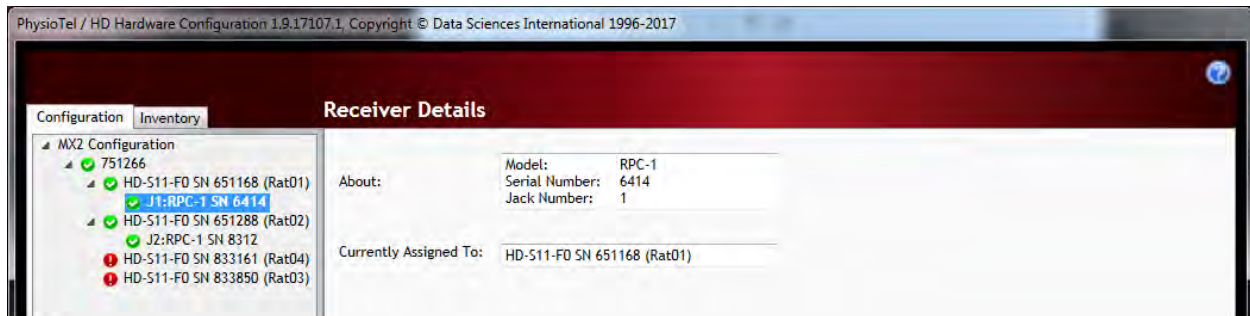 PhysioTel / HD Hardware Configuration 1.9.17107.1, Copyright © Data Sciences International 1996-2017
Receiver Details
Configuration Inventory
MX2 Configuration
751266
HD-S11-F0 SN 651168 (Rat01)
J1:RPC-1 SN 6414
HD-S11-F0 SN 651288 (Rat02)
J2:RPC-1 SN 8312
HD-S11-F0 SN 833161 (Rat04)
HD-S11-F0 SN 833850 (Rat03)
About:
Model: RPC-1
Serial Number: 6414
Jack Number: 1
Currently Assigned To: HD-S11-F0 SN 651168 (Rat01)